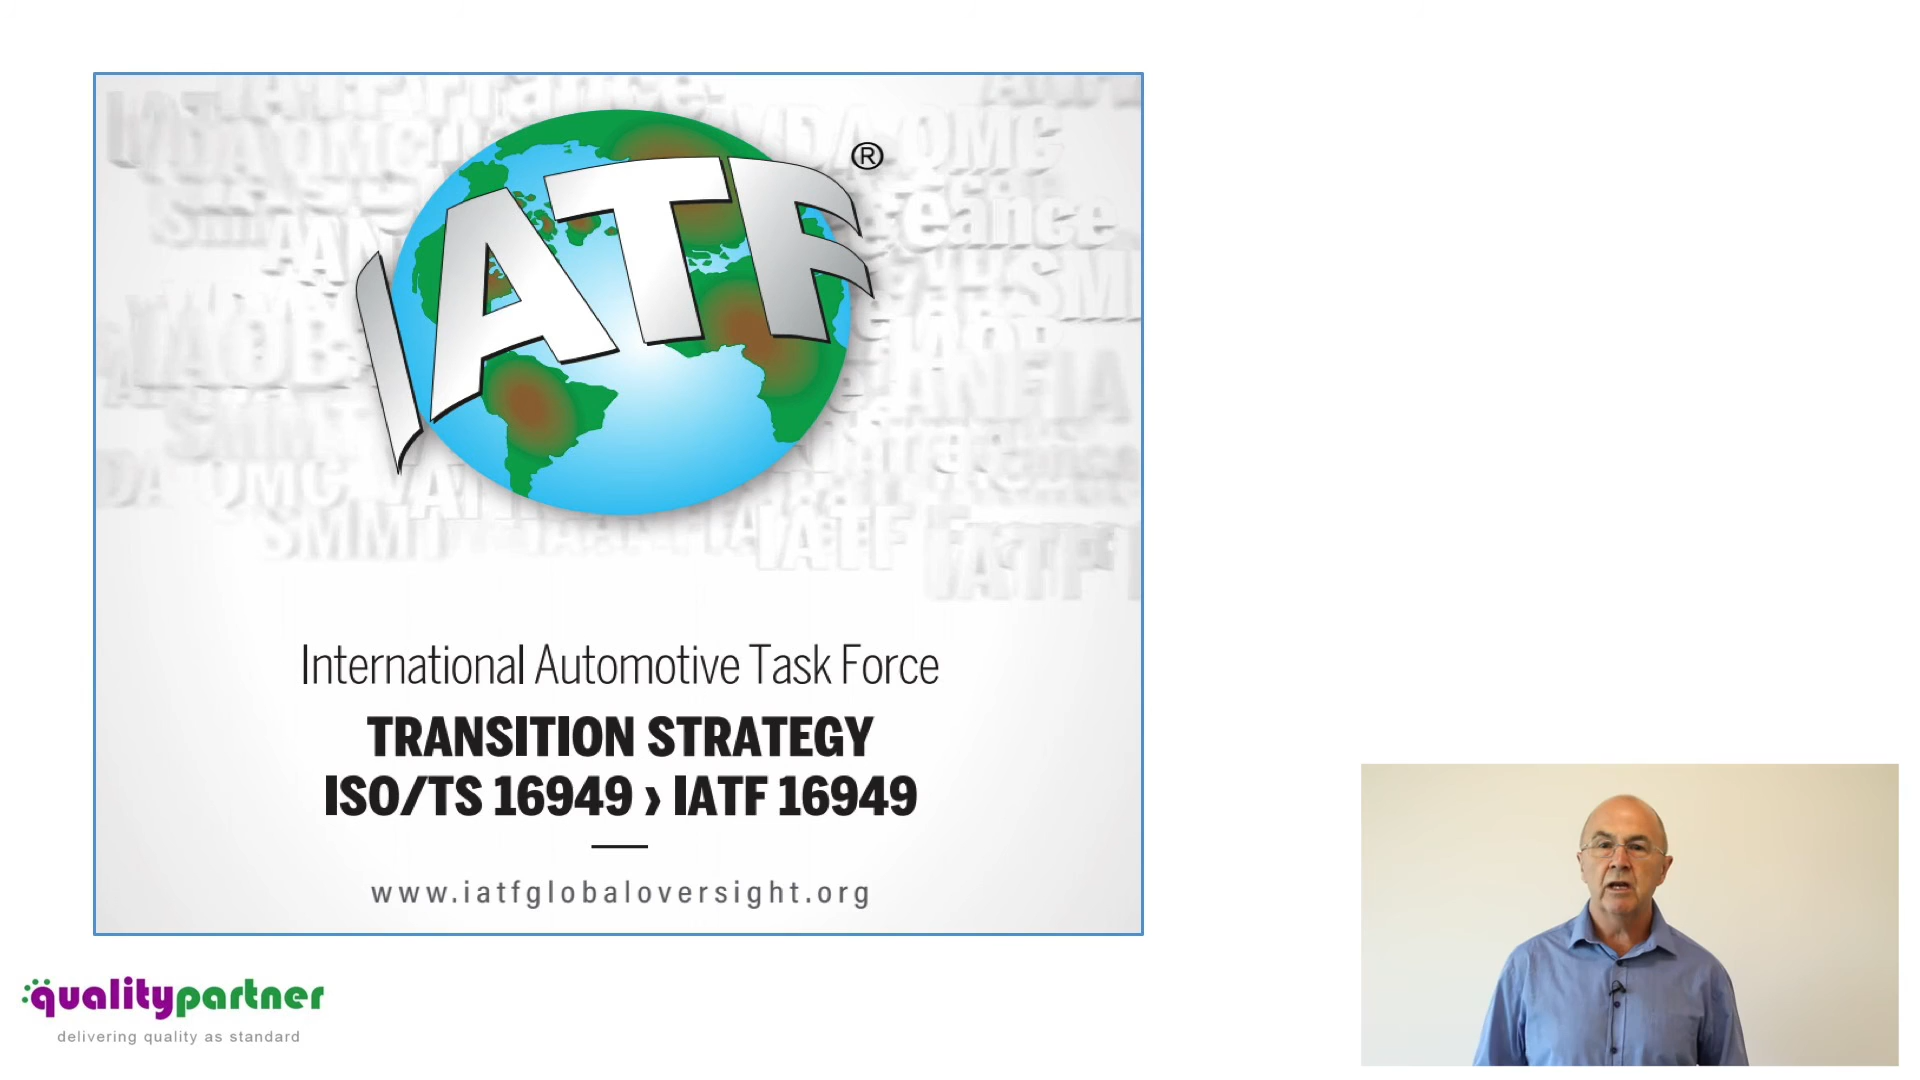 IATF®
International Automotive Task Force
TRANSITION STRATEGY
ISO/TS 16949 › IATF 16949
www.iatfglobaloversight.org
qualitypartner
delivering quality as standard